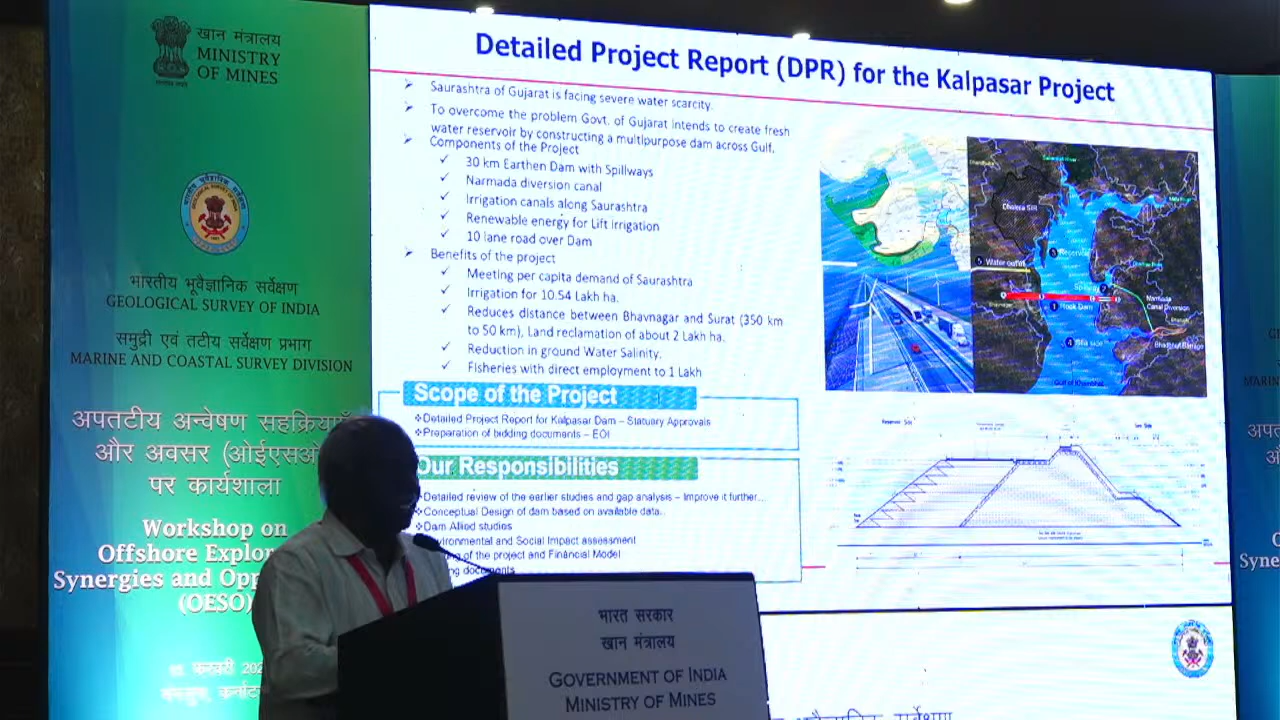 खान मंत्रालय
MINISTRY
OF MINES
भारतीय भूवैज्ञानिक सर्वेक्षण
GEOLOGICAL SURVEY OF INDIA
समुद्री एवं तटीय सर्वेक्षण प्रभाग
MARINE AND COASTAL SURVEY DIVISION
अपतटीय अन्वेषण
और अवसर
पर कार्यशाला
Workshop on
Offshore
Synergies and
(OESO)
Detailed Project Report (DPR) for the Kalpasar Project
Saurashtra of Gujarat is facing severe water scarcity.
To overcome the problem Govt. of Gujarat intends to create fresh
water reservoir by constructing a multipurpose dam across Gulf.
Components of the Project
30 km Earthen Dam with Spillways
Narmada diversion canal
Irrigation canals along Saurashtra
Renewable energy for Lift irrigation
10 lane road over Dam
Benefits of the project
Meeting per capita demand of Saurashtra
Irrigation for 10.54 Lakh ha.
Reduces distance between Bhavnagar and Surat (350 km
to 50 km), Land reclamation of about 2 Lakh ha.
Reduction in ground Water Salinity.
Fisheries with direct employment to 1 Lakh
Scope of the Project
Detailed Project Report for Kalpasar Dam – Statuary Approvals
Preparation of bidding documents – EOI
Our Responsibilities
Detailed review of the earlier studies and gap analysis – Improve it further..
Conceptual Design of dam based on available data..
Dam Allied studies
and Social Impact assessment
of the project and Financial Model
Dholera SIR
Reservoir
Water
Narmada
Canal Diversion
Bhadbhut Barrage
Gulf of Khambhat
Reservoir Side
भारत सरकार
खान मंत्रालय
GOVERNMENT OF INDIA
MINISTRY OF MINES